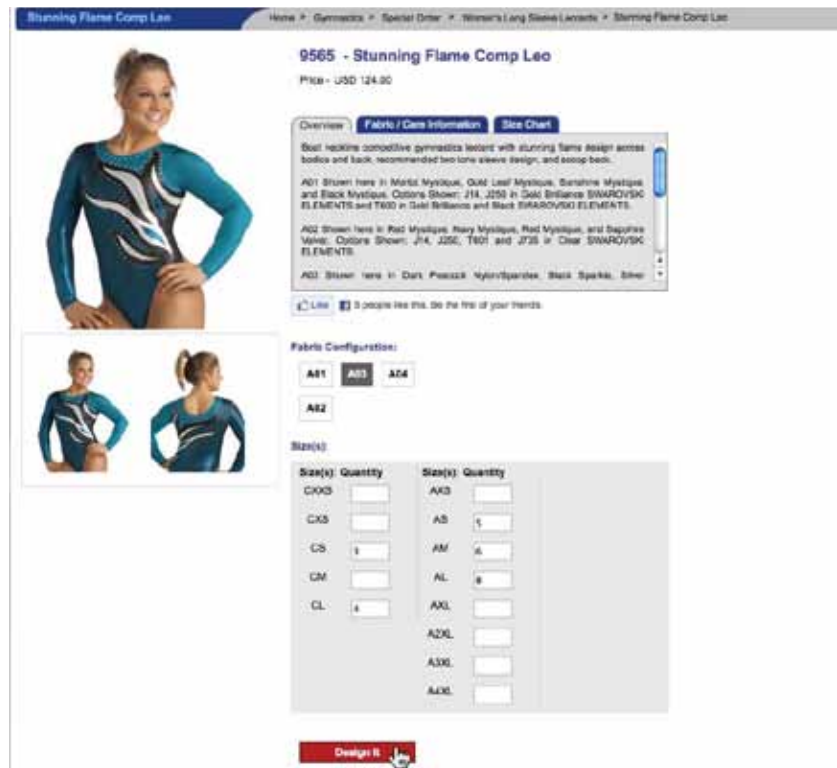 Stunning Flame Comp Leo
Home > Gymnastics > Special Order > Women's Long Sleeve Leotards > Stunning Flame Comp Leo
9565 - Stunning Flame Comp Leo
Price - USD 124.00
Overview Fabric / Care Information Size Chart
Boat neckline competitive gymnastics leotard with stunning flame design across
bodice and back, recommended two tone sleeve design, and scoop back.
A01 Shown here in Mystique, Gold Leaf Mystique, Sunshine Mystique,
and Black Mystique. Options Shown: J14, J250 in Gold Brilliance SWAROVSKI
ELEMENTS and T600 in Gold Brilliance and Black SWAROVSKI ELEMENTS.
A02 Shown here in Red Mystique, Navy Mystique, Red Mystique, and Sapphire
Velvet. Options Shown: J14, J250, T601 and J735 in Clear SWAROVSKI
ELEMENTS.
A03 Shown here in Dark Peacock Nylon/Spandex, Black Sparkle, Silver
Like 5 people like this. Be the first of your friends.
Fabric Configuration:
A01 A03 A04
A02
Size(s):
Size(s) Quantity Size(s) Quantity
CXXS AXS
CXS AS 5
CS AM 6
CM AL 8
CL 4 AXL
A2XL
A3XL
A4XL
Design It